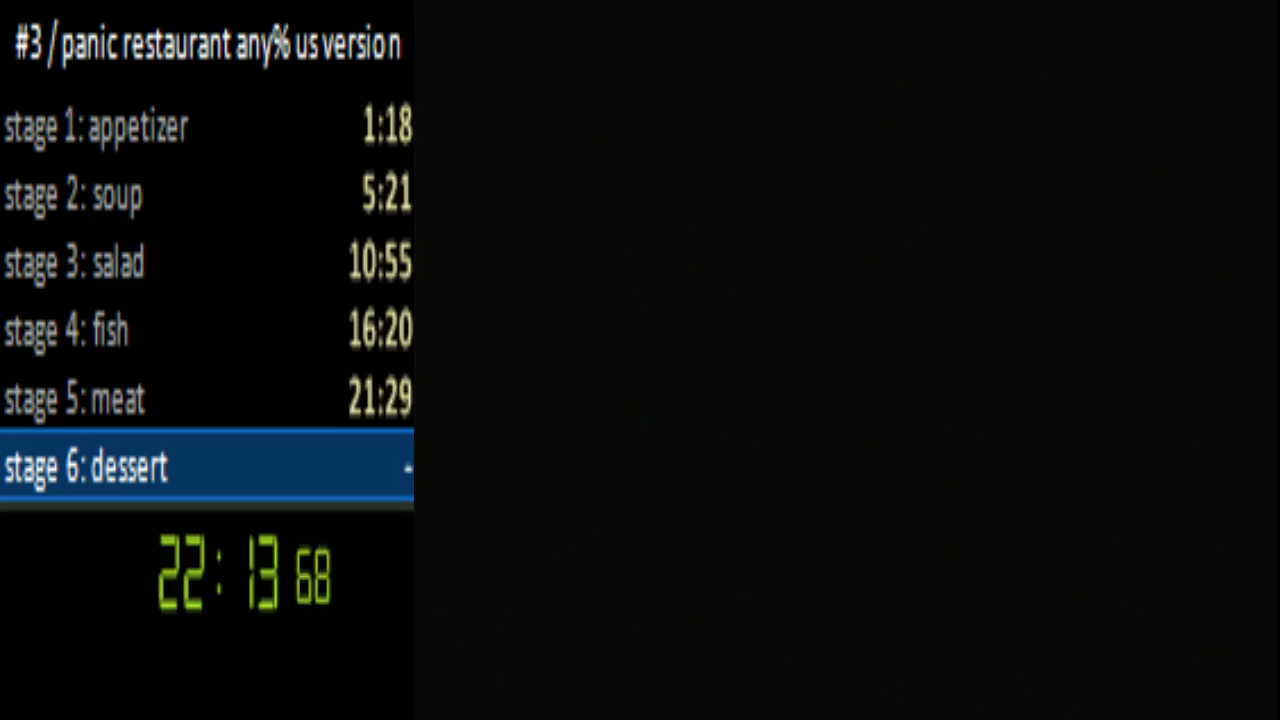 #3 / panic restaurant any% us version
stage 1: appetizer 1:18
stage 2: soup 5:21
stage 3: salad 10:55
stage 4: fish 16:20
stage 5: meat 21:29
stage 6: dessert -
22:13 68